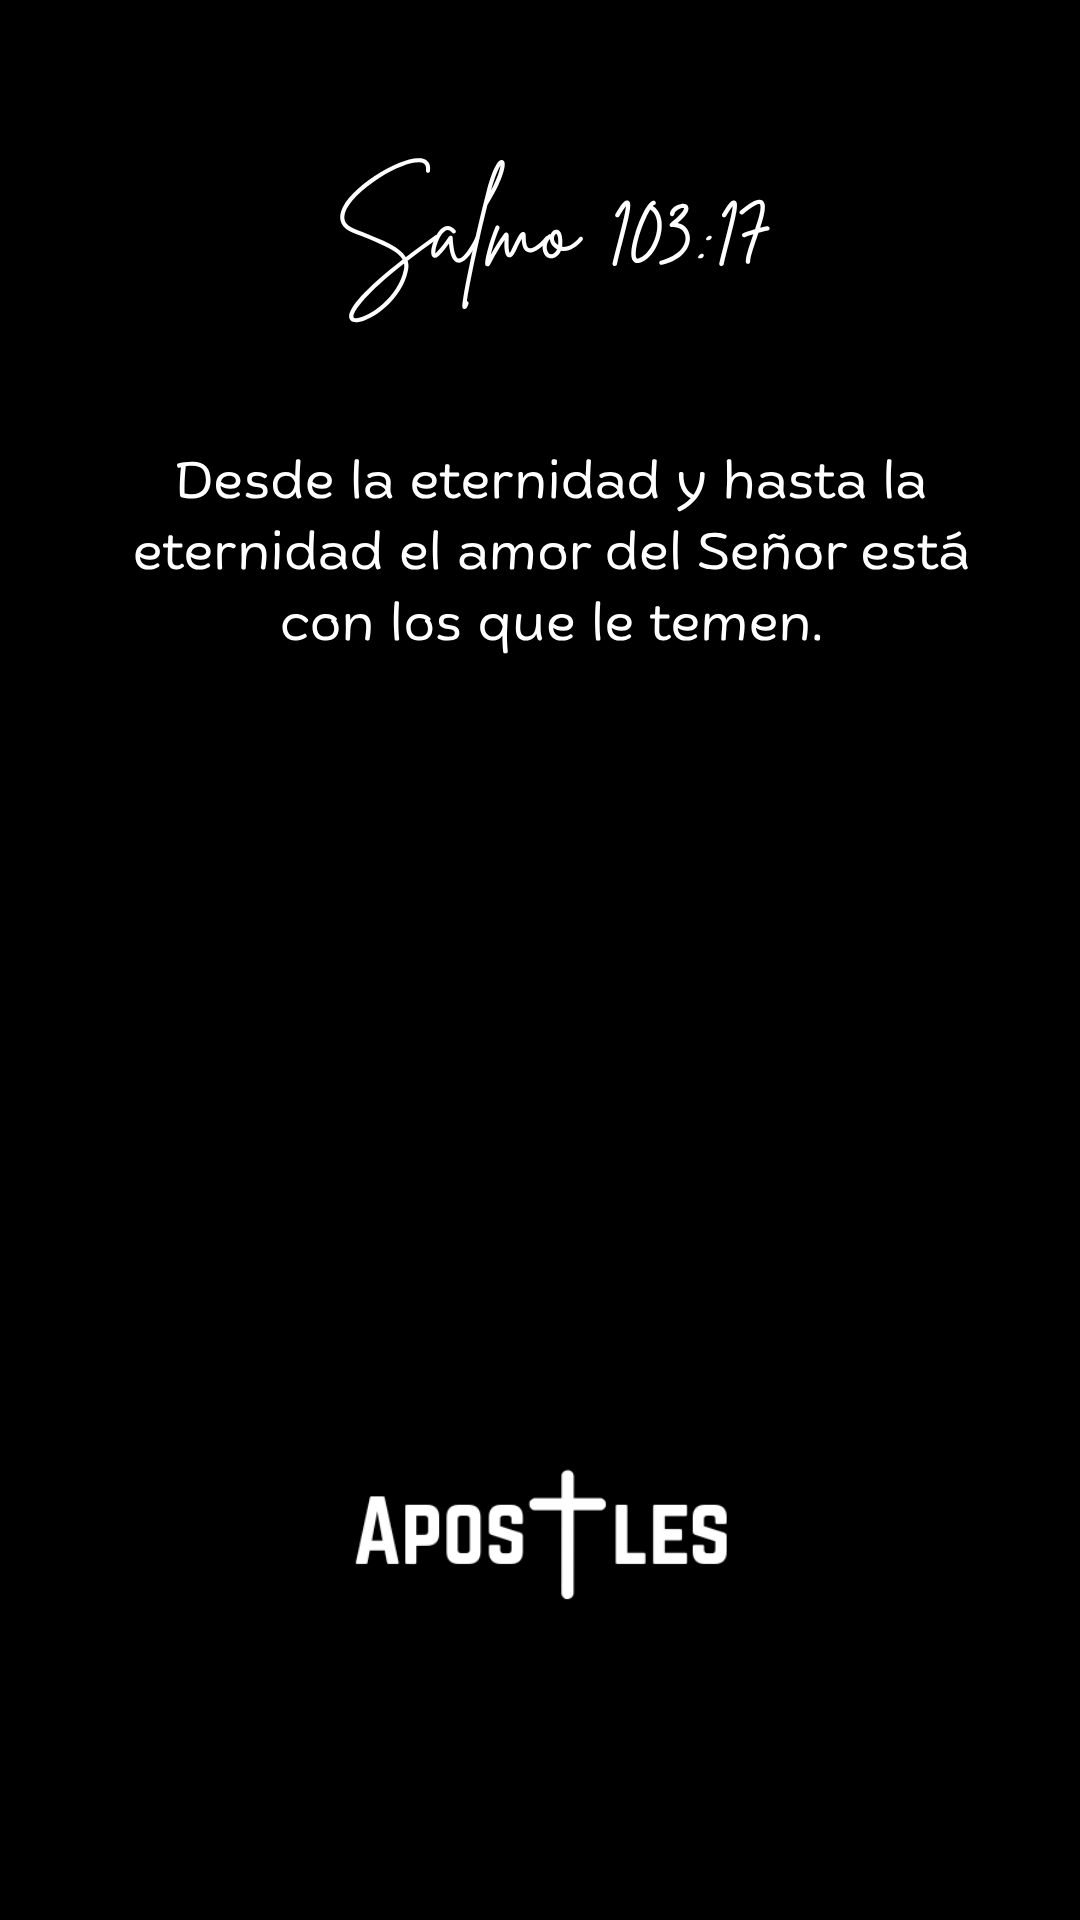 Salmo 103:17
Desde la eternidad y hasta la
eternidad el amor del Señor está
con los que le temen.
APOSTLES